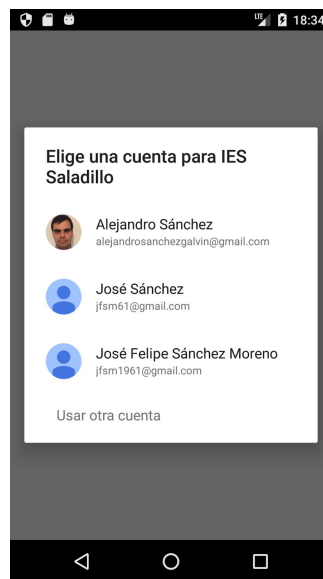 LTE 18:34
Elige una cuenta para IES
Saladillo
Alejandro Sánchez
alejandrosanchezgalvin@gmail.com
José Sánchez
jfsm61@gmail.com
José Felipe Sánchez Moreno
jfsm1961@gmail.com
Usar otra cuenta